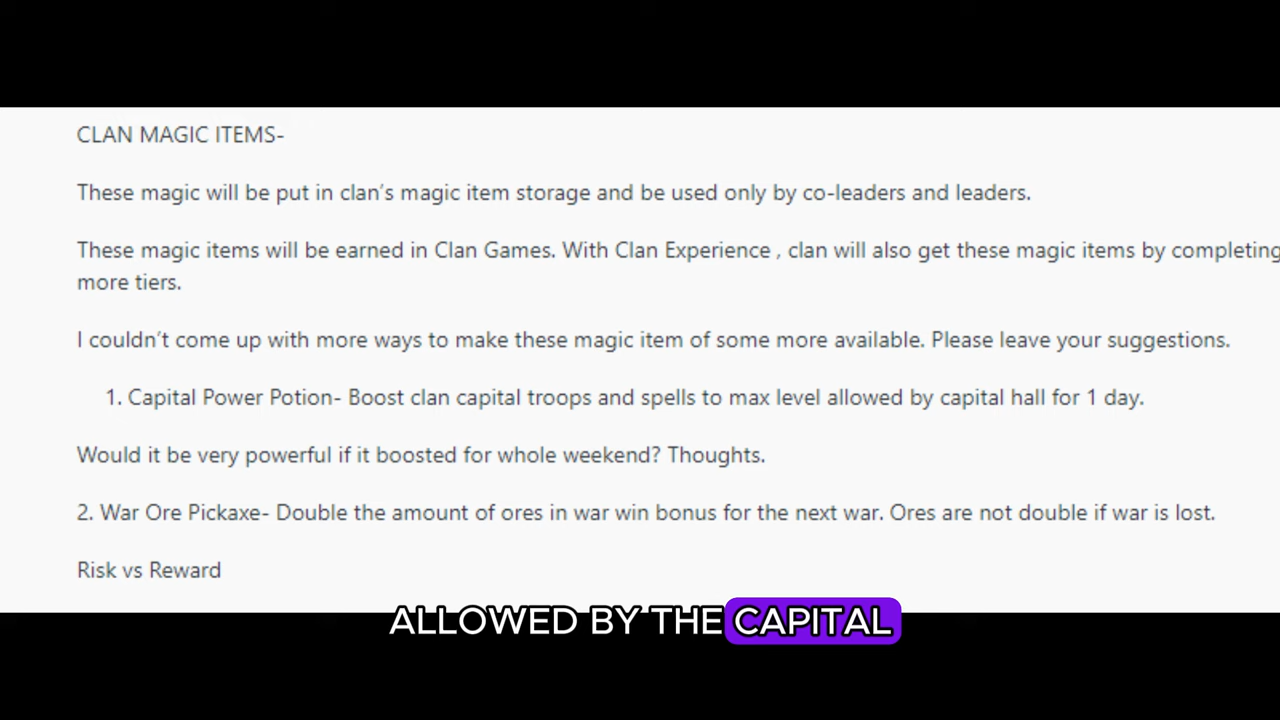 CLAN MAGIC ITEMS-
These magic will be put in clan's magic item storage and be used only by co-leaders and leaders.
These magic items will be earned in Clan Games. With Clan Experience , clan will also get these magic items by completing
more tiers.
I couldn't come up with more ways to make these magic item of some more available. Please leave your suggestions.
1. Capital Power Potion- Boost clan capital troops and spells to max level allowed by capital hall for 1 day.
Would it be very powerful if it boosted for whole weekend? Thoughts.
2. War Ore Pickaxe- Double the amount of ores in war win bonus for the next war. Ores are not double if war is lost.
Risk vs Reward
ALLOWED BY THE CAPITAL